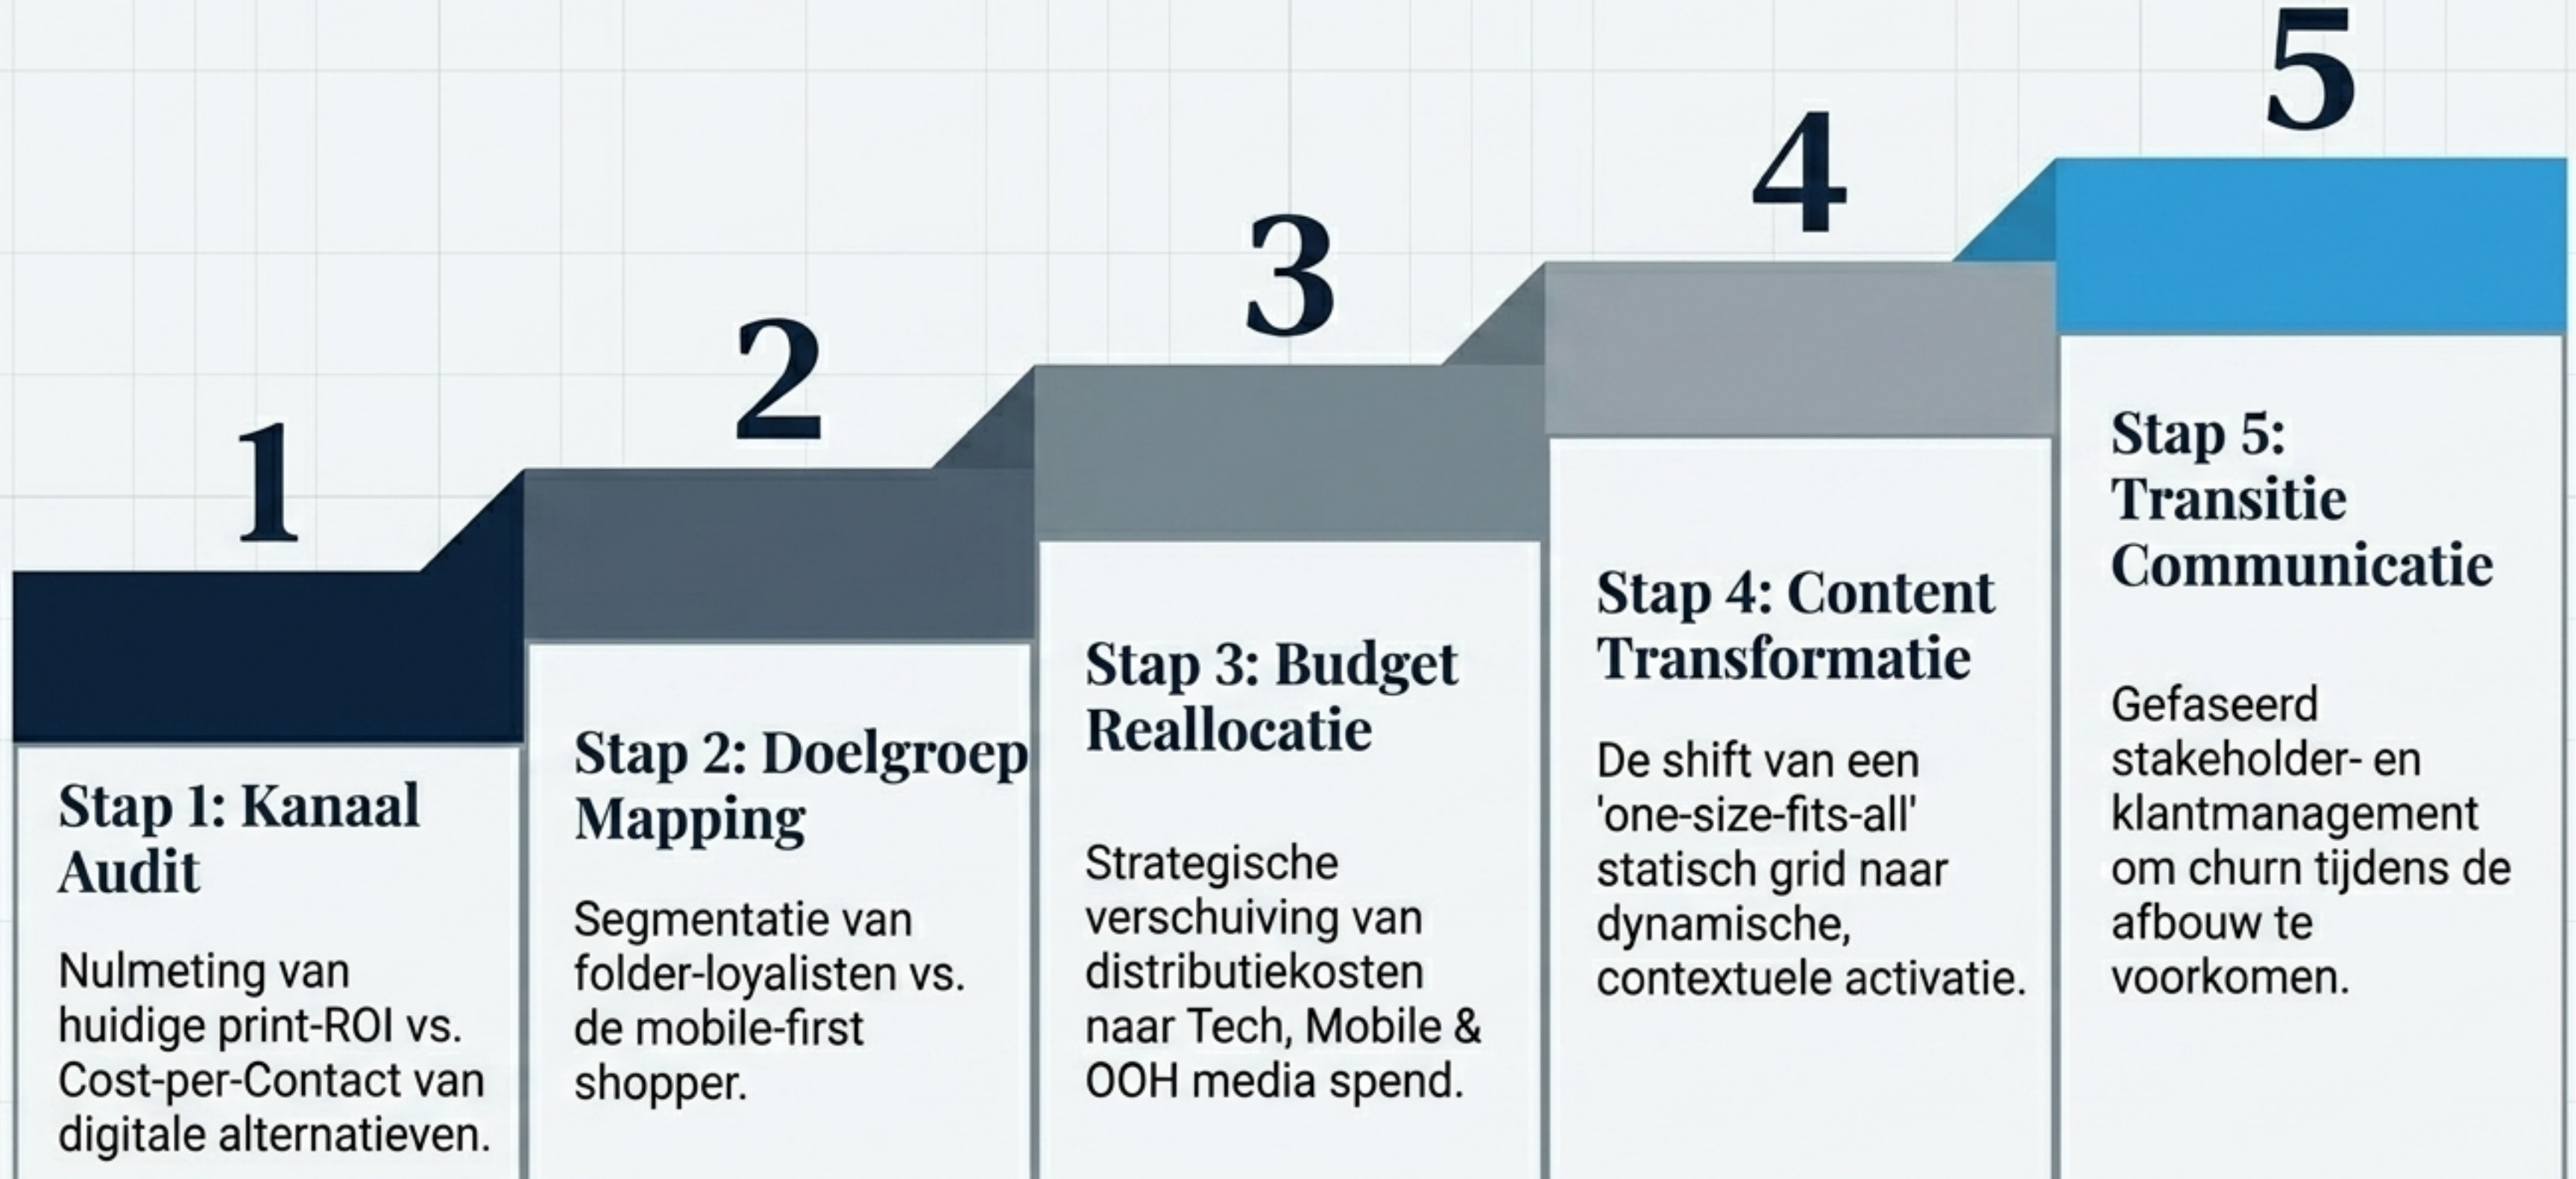 1
Stap 1: Kanaal
Audit
Nulmeting van
huidige print-ROI vs.
Cost-per-Contact van
digitale alternatieven.
2
Stap 2: Doelgroep
Mapping
Segmentatie van
folder-loyalisten vs.
de mobile-first
shopper.
3
Stap 3: Budget
Reallocatie
Strategische
verschuiving van
distributiekosten
naar Tech, Mobile &
OOH media spend.
4
Stap 4: Content
Transformatie
De shift van een
'one-size-fits-all'
statisch grid naar
dynamische,
contextuele activatie.
5
Stap 5:
Transitie
Communicatie
Gefaseerd
stakeholder- en
klantmanagement
om churn tijdens de
afbouw te
voorkomen.